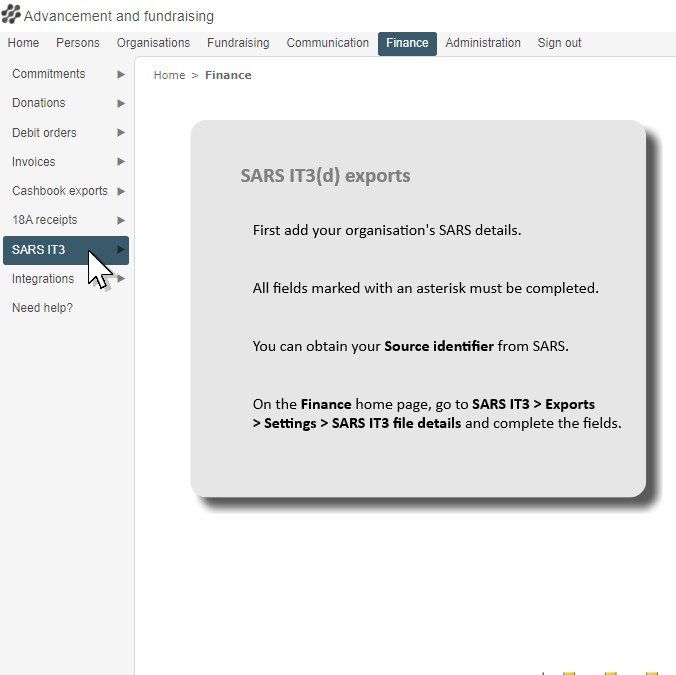 Advancement and fundraising
Home Persons Organisations Fundraising Communication Finance Administration Sign out
Commitments
Donations
Debit orders
Invoices
Cashbook exports
18A receipts
SARS IT3
Integrations
Need help?
Home > Finance
SARS IT3(d) exports
First add your organisation's SARS details.
All fields marked with an asterisk must be completed.
You can obtain your Source identifier from SARS.
On the Finance home page, go to SARS IT3 > Exports
> Settings > SARS IT3 file details and complete the fields.